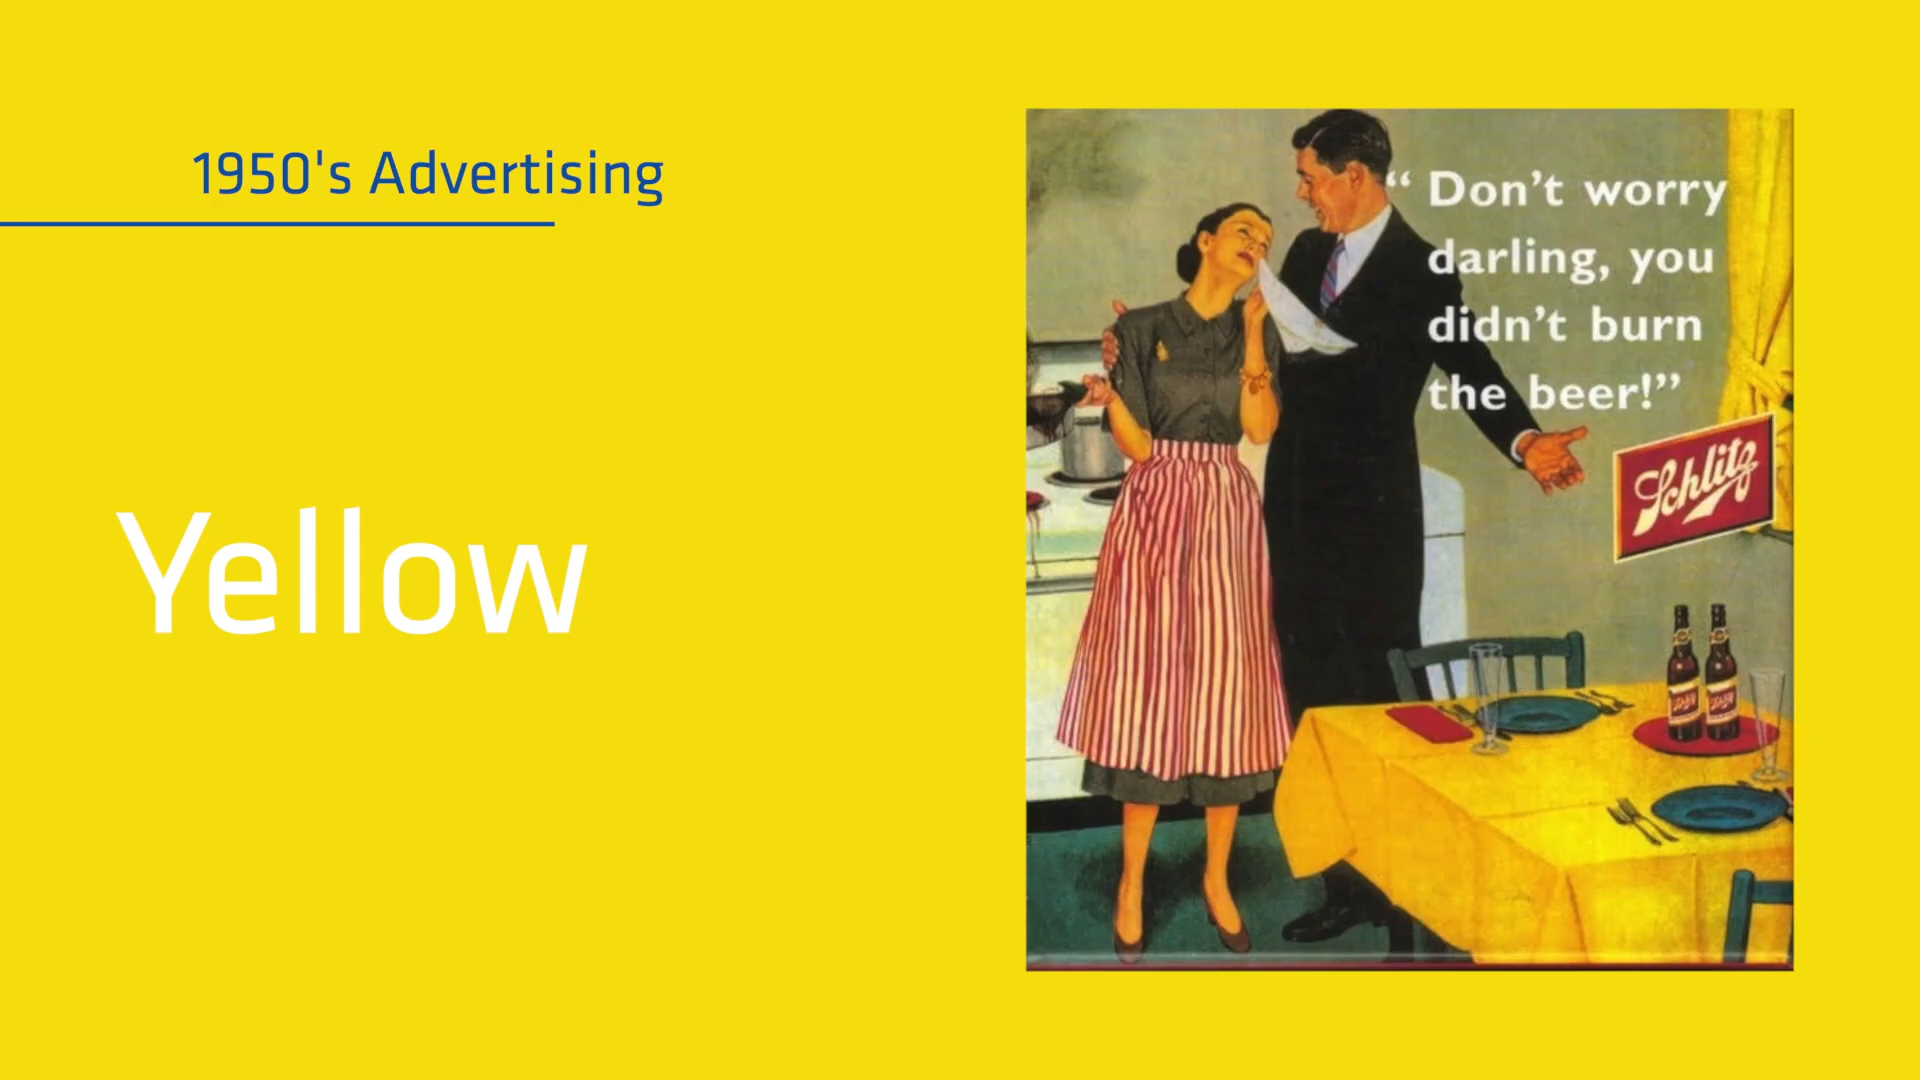 1950's Advertising
Yellow
“ Don’t worry
darling, you
didn’t burn
the beer!”
Schlitz